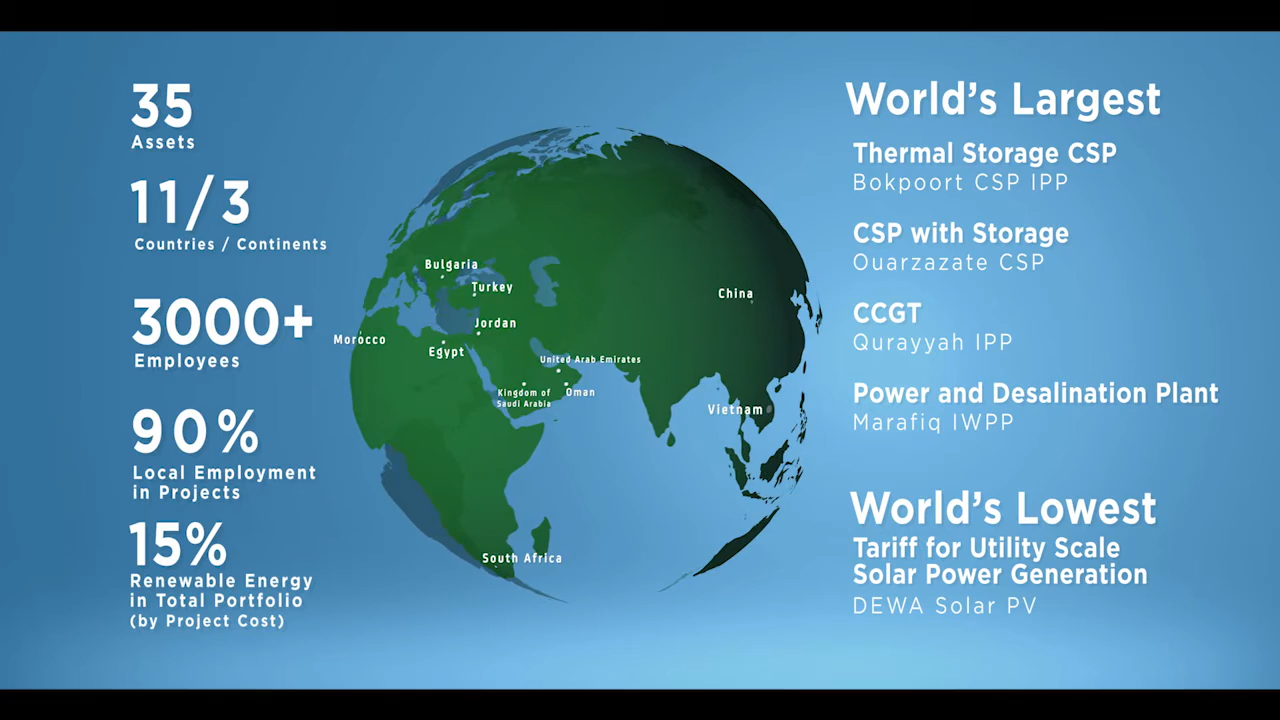 35
Assets
11/3
Countries / Continents
3000+
Employees
90%
Local Employment
in Projects
15%
Renewable Energy
in Total Portfolio
(by Project Cost)
Bulgaria
Turkey
Jordan
Morocco
Egypt
United Arab Emirates
Kingdom of
Saudi Arabia
Oman
China
Vietnam
South Africa
World's Largest
Thermal Storage CSP
Bokpoort CSP IPP
CSP with Storage
Ouarzazate CSP
CCGT
Qurayyah IPP
Power and Desalination Plant
Marafiq IWPP
World's Lowest
Tariff for Utility Scale
Solar Power Generation
DEWA Solar PV